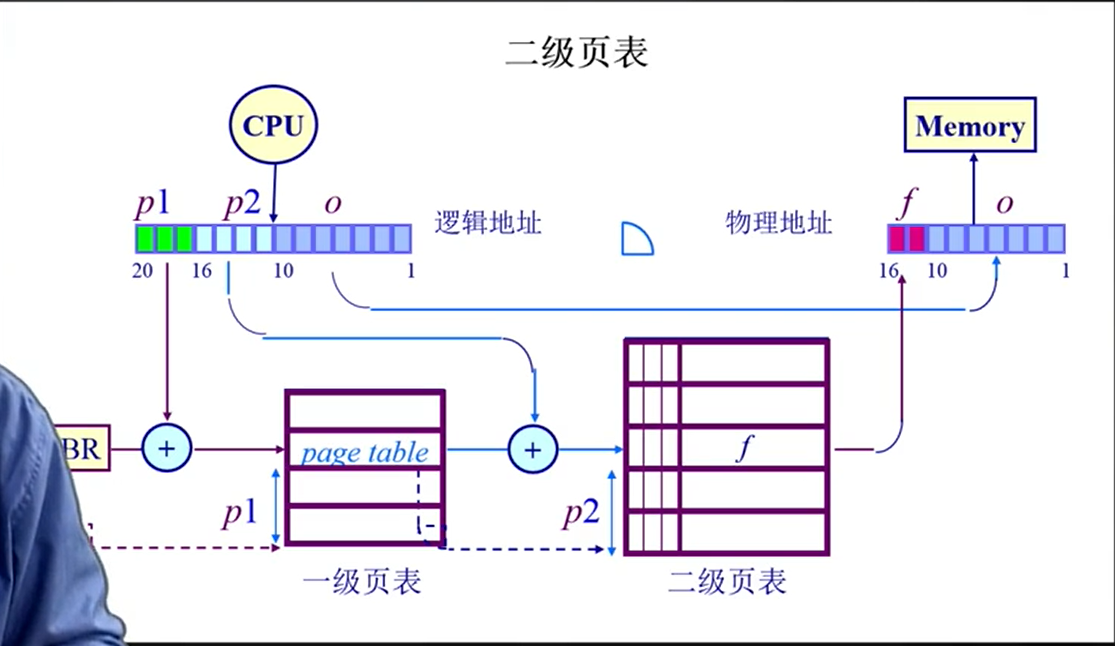 二级页表
CPU
Memory
p1 p2 o
逻辑地址
物理地址
f o
20 16 10 1
16 10 1
BR
+
page table
+
f
p1
p2
一级页表
二级页表